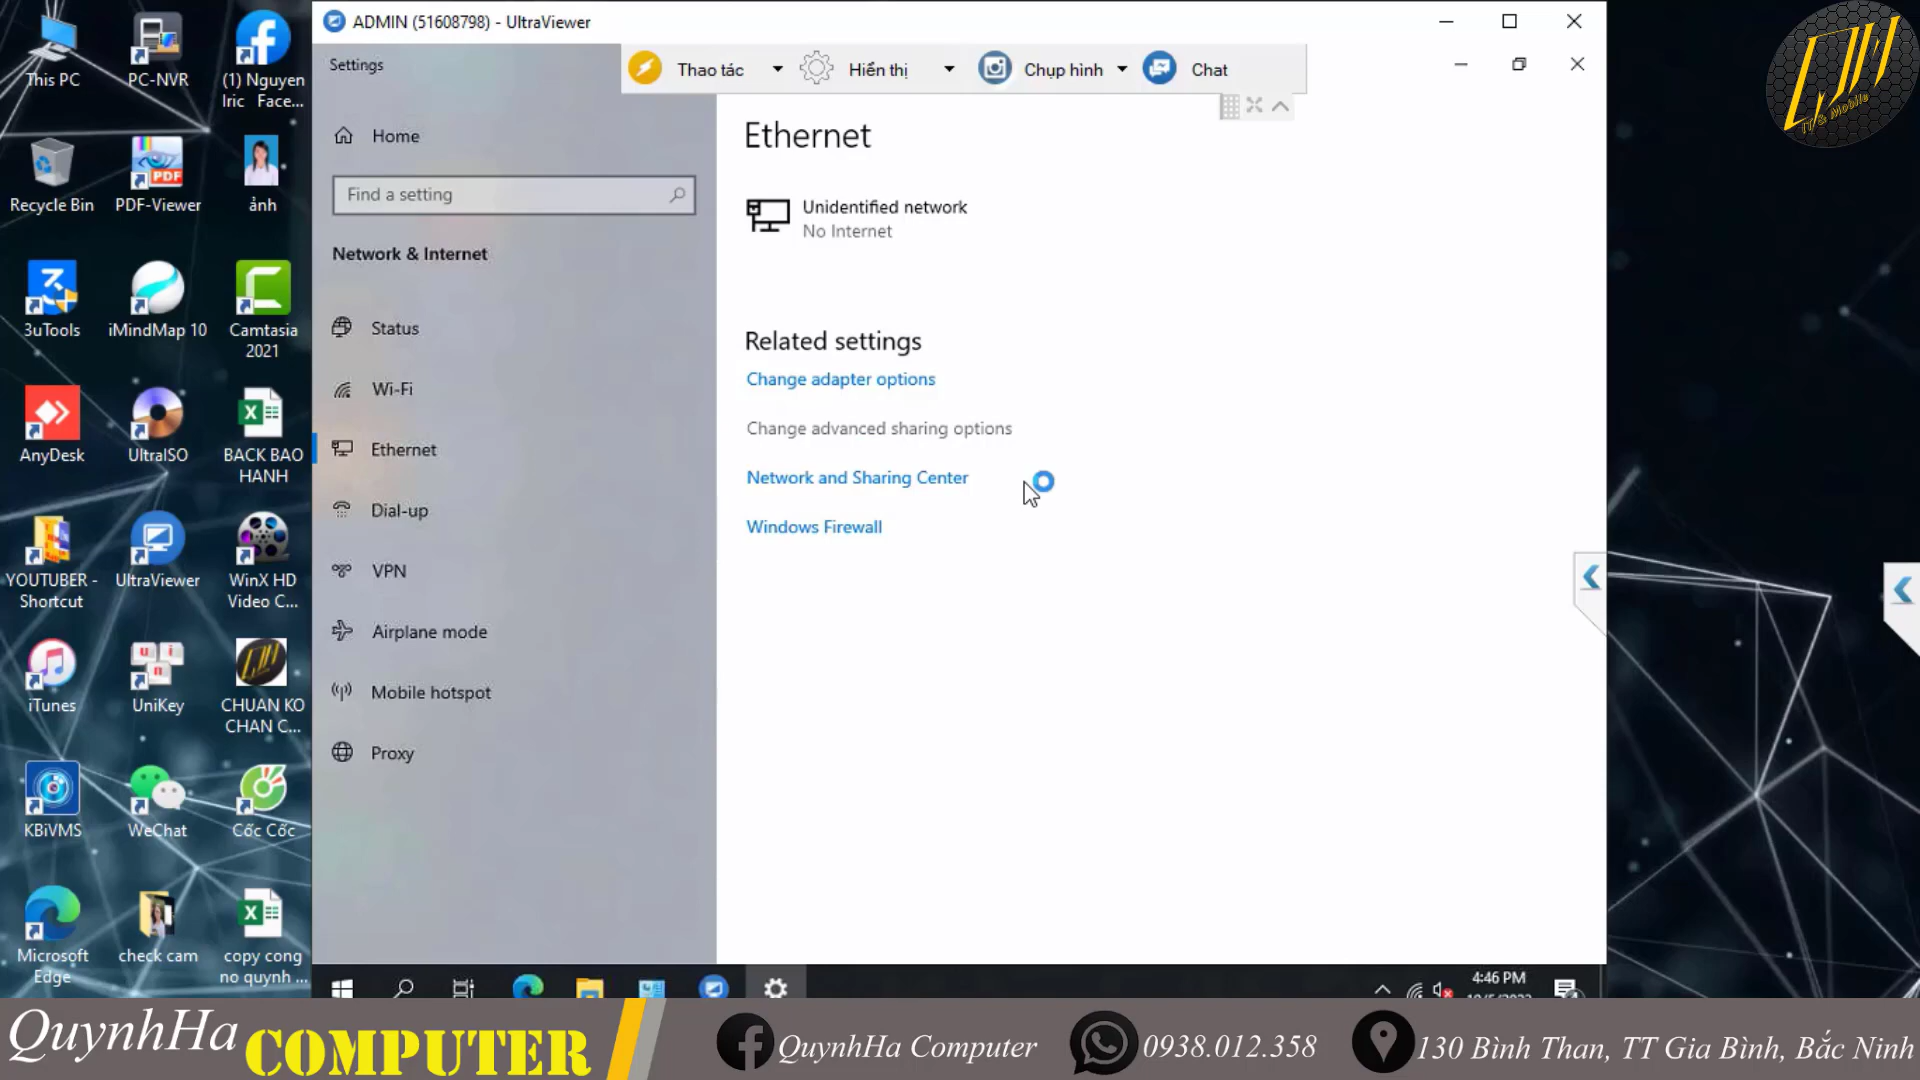 This PC
PC-NVR
(1) Nguyen
Iric Face...
Recycle Bin
PDF-Viewer
ảnh
3uTools
iMindMap 10
Camtasia
2021
AnyDesk
UltraISO
BACK BAO
HANH
YOUTUBER -
Shortcut
UltraViewer
WinX HD
Video C...
iTunes
UniKey
CHUAN KO
CHAN C...
KBiVMS
WeChat
Cốc Cốc
Microsoft
Edge
check cam
copy cong
no quynh ...
ADMIN (51608798) - UltraViewer
Settings
Thao tác
Hiển thị
Chụp hình
Chat
Home
Find a setting
Network & Internet
Status
Wi-Fi
Ethernet
Dial-up
VPN
Airplane mode
Mobile hotspot
Proxy
Ethernet
Unidentified network
No Internet
Related settings
Change adapter options
Change advanced sharing options
Network and Sharing Center
Windows Firewall
4:46 PM
IT & Mobile
QuynhHa
COMPUTER
QuynhHa Computer
0938.012.358
130 Bình Than, TT Gia Bình, Bắc Ninh